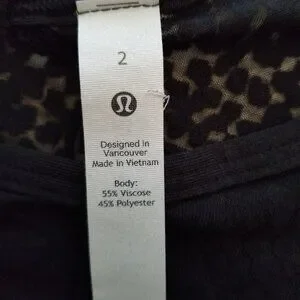 2
Designed in
Vancouver
Made in Vietnam
Body:
55% Viscose
45% Polyester